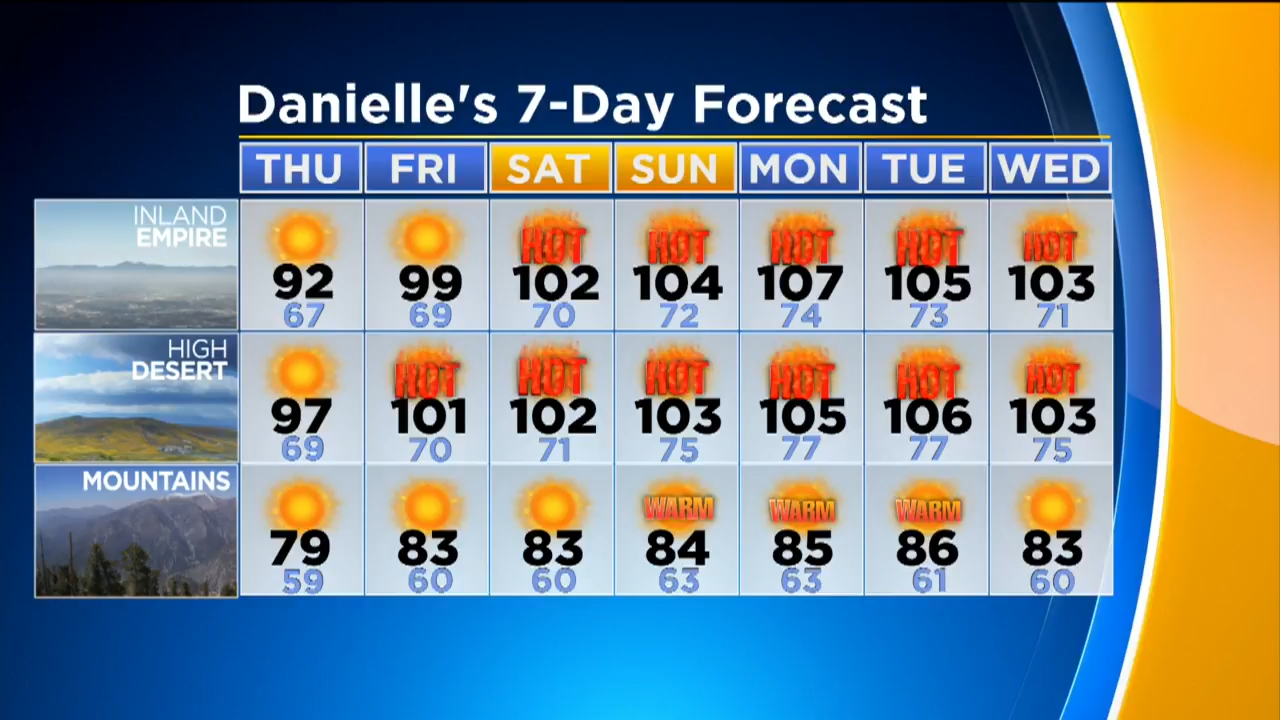 Danielle's 7-Day Forecast
THU FRI SAT SUN MON TUE WED
INLAND
EMPIRE
HOT HOT HOT HOT HOT
92 99 102 104 107 105 103
67 69 70 72 74 73 71
HIGH
DESERT
HOT HOT HOT HOT HOT HOT
97 101 102 103 105 106 103
69 70 71 75 77 77 75
MOUNTAINS
WARM WARM WARM
79 83 83 84 85 86 83
59 60 60 63 63 61 60